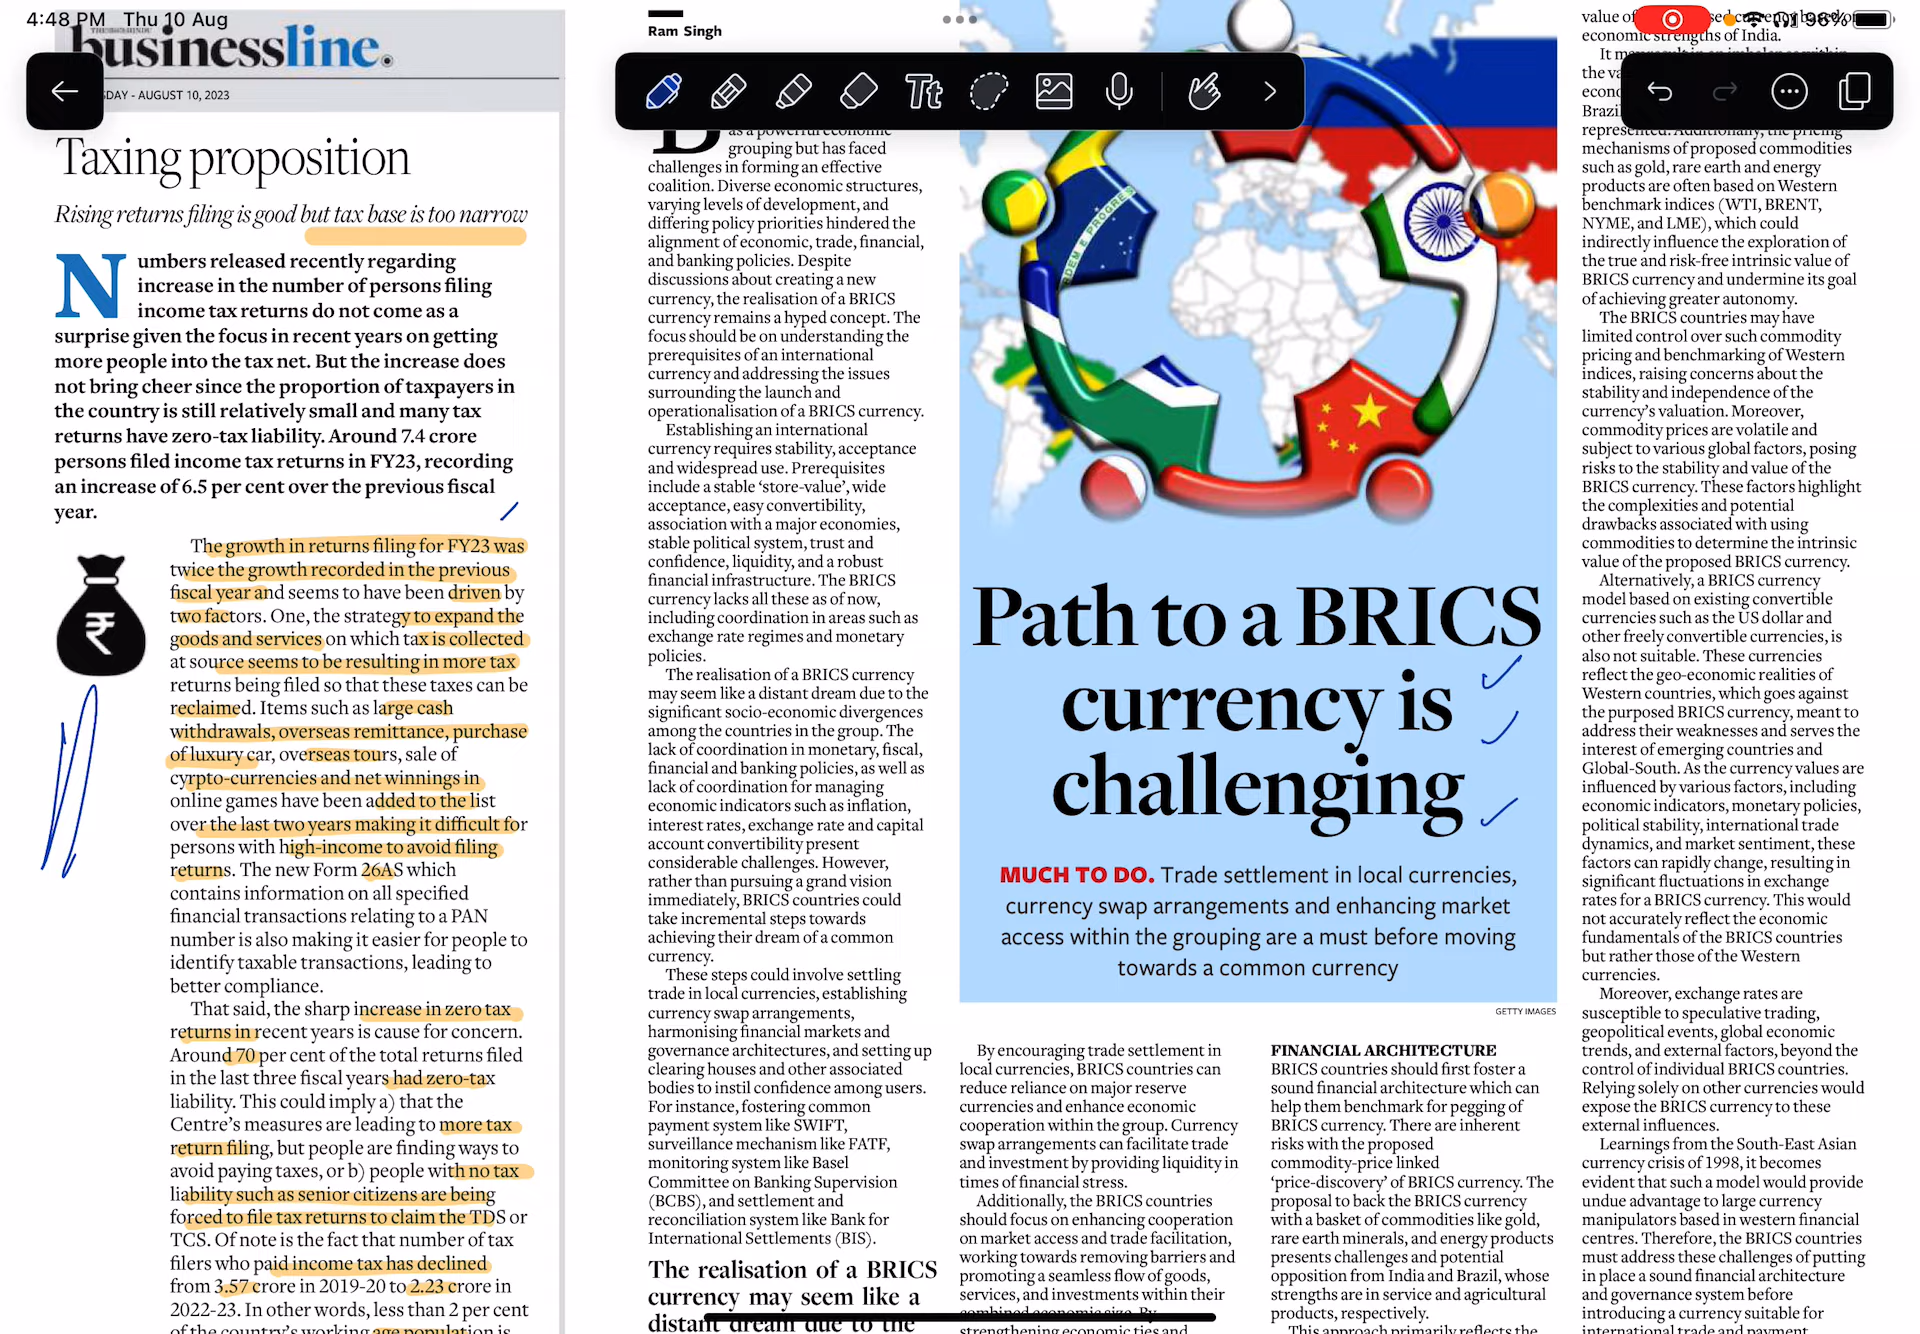 4:48 PM Thu 10 Aug
98%
businessline.
DAY - AUGUST 10, 2023
Taxing proposition
Rising returns filing is good but tax base is too narrow
Numbers released recently regarding
increase in the number of persons filing
income tax returns do not come as a
surprise given the focus in recent years on getting
more people into the tax net. But the increase does
not bring cheer since the proportion of taxpayers in
the country is still relatively small and many tax
returns have zero-tax liability. Around 7.4 crore
persons filed income tax returns in FY23, recording
an increase of 6.5 per cent over the previous fiscal
year.
The growth in returns filing for FY23 was
twice the growth recorded in the previous
fiscal year and seems to have been driven by
two factors. One, the strategy to expand the
goods and services on which tax is collected
at source seems to be resulting in more tax
returns being filed so that these taxes can be
reclaimed. Items such as large cash
withdrawals, overseas remittance, purchase
of luxury car, overseas tours, sale of
cyrpto-currencies and net winnings in
online games have been added to the list
over the last two years making it difficult for
persons with high-income to avoid filing
returns. The new Form 26AS which
contains information on all specified
financial transactions relating to a PAN
number is also making it easier for people to
identify taxable transactions, leading to
better compliance.
That said, the sharp increase in zero tax
returns in recent years is cause for concern.
Around 70 per cent of the total returns filed
in the last three fiscal years had zero-tax
liability. This could imply a) that the
Centre's measures are leading to more tax
return filing, but people are finding ways to
avoid paying taxes, or b) people with no tax
liability such as senior citizens are being
forced to file tax returns to claim the TDS or
TCS. Of note is the fact that number of tax
filers who paid income tax has declined
from 3.57 crore in 2019-20 to 2.23 crore in
2022-23. In other words, less than 2 per cent
of the country's working age population is
Ram Singh
as a powerful economic
grouping but has faced
challenges in forming an effective
coalition. Diverse economic structures,
varying levels of development, and
differing policy priorities hindered the
alignment of economic, trade, financial,
and banking policies. Despite
discussions about creating a new
currency, the realisation of a BRICS
currency remains a hyped concept. The
focus should be on understanding the
prerequisites of an international
currency and addressing the issues
surrounding the launch and
operationalisation of a BRICS currency.
Establishing an international
currency requires stability, acceptance
and widespread use. Prerequisites
include a stable 'store-value', wide
acceptance, easy convertibility,
association with a major economies,
stable political system, trust and
confidence, liquidity, and a robust
financial infrastructure. The BRICS
currency lacks all these as of now,
including coordination in areas such as
exchange rate regimes and monetary
policies.
The realisation of a BRICS currency
may seem like a distant dream due to the
significant socio-economic divergences
among the countries in the group. The
lack of coordination in monetary, fiscal,
financial and banking policies, as well as
lack of coordination for managing
economic indicators such as inflation,
interest rates, exchange rate and capital
account convertibility present
considerable challenges. However,
rather than pursuing a grand vision
immediately, BRICS countries could
take incremental steps towards
achieving their dream of a common
currency.
These steps could involve settling
trade in local currencies, establishing
currency swap arrangements,
harmonising financial markets and
governance architectures, and setting up
clearing houses and other associated
bodies to instil confidence among users.
For instance, fostering common
payment system like SWIFT,
surveillance mechanism like FATF,
monitoring system like Basel
Committee on Banking Supervision
(BCBS), and settlement and
reconciliation system like Bank for
International Settlements (BIS).
The realisation of a BRICS
currency may seem like a
distant dream due to the
Path to a BRICS
currency is
challenging
MUCH TO DO. Trade settlement in local currencies,
currency swap arrangements and enhancing market
access within the grouping are a must before moving
towards a common currency
GETTY IMAGES
By encouraging trade settlement in
local currencies, BRICS countries can
reduce reliance on major reserve
currencies and enhance economic
cooperation within the group. Currency
swap arrangements can facilitate trade
and investment by providing liquidity in
times of financial stress.
Additionally, the BRICS countries
should focus on enhancing cooperation
on market access and trade facilitation,
working towards removing barriers and
promoting a seamless flow of goods,
services, and investments within their
combined economic size. By
strengthening economic ties and
FINANCIAL ARCHITECTURE
BRICS countries should first foster a
sound financial architecture which can
help them benchmark for pegging of
BRICS currency. There are inherent
risks with the proposed
commodity-price linked
'price-discovery' of BRICS currency. The
proposal to back the BRICS currency
with a basket of commodities like gold,
rare earth minerals, and energy products
presents challenges and potential
opposition from India and Brazil, whose
strengths are in service and agricultural
products, respectively.
This approach primarily reflects the
value of
economic strengths of India.
It
the va
econo
Brazil
represented. Additionally, the pricing
mechanisms of proposed commodities
such as gold, rare earth and energy
products are often based on Western
benchmark indices (WTI, BRENT,
NYME, and LME), which could
indirectly influence the exploration of
the true and risk-free intrinsic value of
BRICS currency and undermine its goal
of achieving greater autonomy.
The BRICS countries may have
limited control over such commodity
pricing and benchmarking of Western
indices, raising concerns about the
stability and independence of the
currency's valuation. Moreover,
commodity prices are volatile and
subject to various global factors, posing
risks to the stability and value of the
BRICS currency. These factors highlight
the complexities and potential
drawbacks associated with using
commodities to determine the intrinsic
value of the proposed BRICS currency.
Alternatively, a BRICS currency
model based on existing convertible
currencies such as the US dollar and
other freely convertible currencies, is
also not suitable. These currencies
reflect the geo-economic realities of
Western countries, which goes against
the purposed BRICS currency, meant to
address their weaknesses and serves the
interest of emerging countries and
Global-South. As the currency values are
influenced by various factors, including
economic indicators, monetary policies,
political stability, international trade
dynamics, and market sentiment, these
factors can rapidly change, resulting in
significant fluctuations in exchange
rates for a BRICS currency. This would
not accurately reflect the economic
fundamentals of the BRICS countries
but rather those of the Western
currencies.
Moreover, exchange rates are
susceptible to speculative trading,
geopolitical events, global economic
trends, and external factors, beyond the
control of individual BRICS countries.
Relying solely on other currencies would
expose the BRICS currency to these
external influences.
Learnings from the South-East Asian
currency crisis of 1998, it becomes
evident that such a model would provide
undue advantage to large currency
manipulators based in western financial
centres. Therefore, the BRICS countries
must address these challenges of putting
in place a sound financial architecture
and governance system before
introducing a currency suitable for
international trade and payment